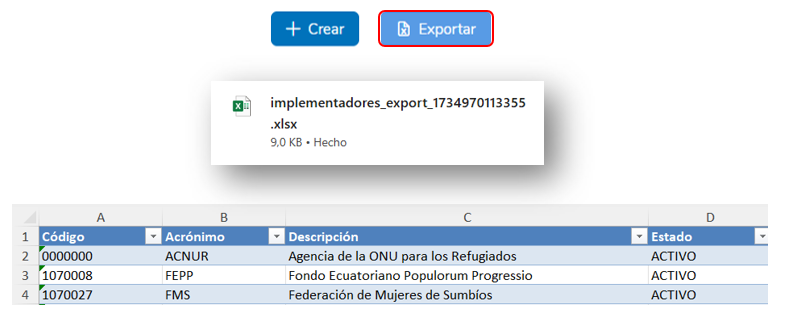 + Crear Exportar
implementadores_export_1734970113355
.xlsx
9,0 KB • Hecho
A B C D
1 Código Acrónimo Descripción Estado
2 0000000 ACNUR Agencia de la ONU para los Refugiados ACTIVO
3 1070008 FEPP Fondo Ecuatoriano Populorum Progressio ACTIVO
4 1070027 FMS Federación de Mujeres de Sumbíos ACTIVO